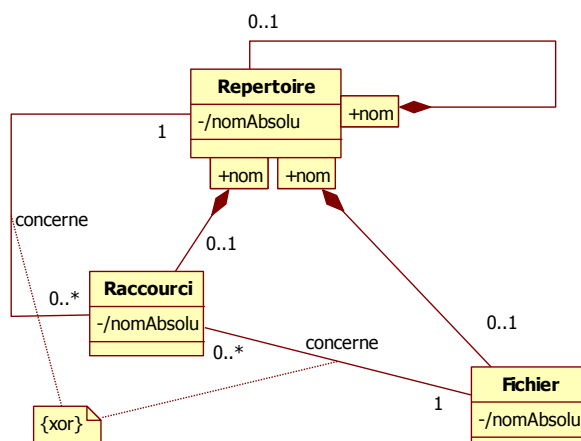 0..1
Repertoire
-/nomAbsolu
+nom
1
+nom
+nom
concerne
0..1
Raccourci
-/nomAbsolu
0..*
0..*
concerne
0..1
Fichier
-/nomAbsolu
1
{xor}